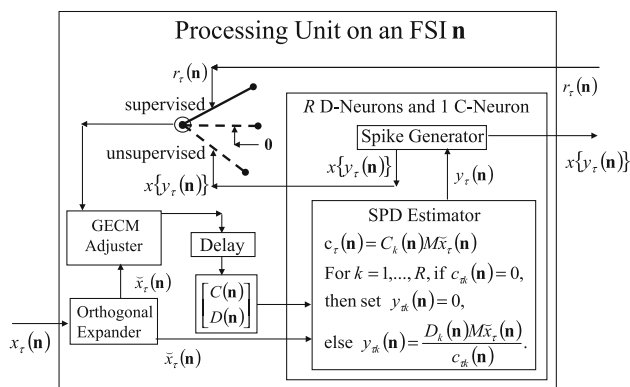 Processing Unit on an FSI n
r_τ(n)
r_τ(n)
supervised
R D-Neurons and 1 C-Neuron
Spike Generator
0
unsupervised
x{y_τ(n)}
x{y_τ(n)}
x{y_τ(n)}
y_τ(n)
GECM
Adjuster
SPD Estimator
Delay
c_τ(n)=C_k(n)Mx̆_τ(n)
For k = 1,..., R, if c_τk(n)=0,
x̆_τ(n)
[C(n)
D(n)]
then set y_τk(n)=0,
Orthogonal
Expander
else y_τk(n)= D_k(n)Mx̆_τ(n) / c_τk(n) .
x_τ(n)
x̆_τ(n)